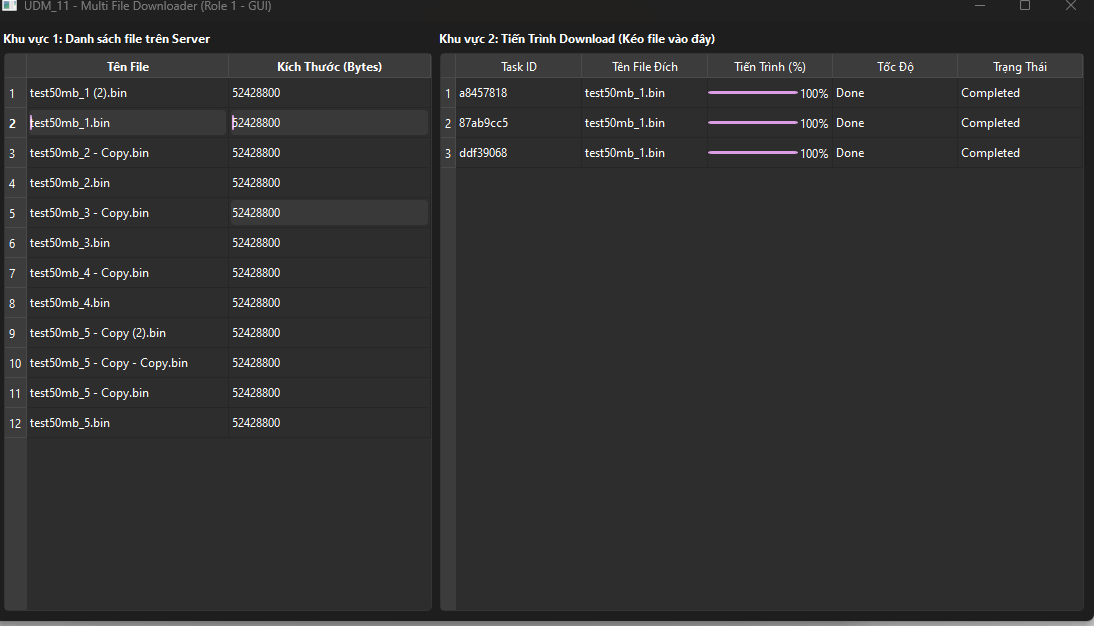 UDM_11 - Multi File Downloader (Role 1 - GUI)
Khu vực 1: Danh sách file trên Server
Tên File Kích Thước (Bytes)
1 test50mb_1 (2).bin 52428800
2 test50mb_1.bin 52428800
3 test50mb_2 - Copy.bin 52428800
4 test50mb_2.bin 52428800
5 test50mb_3 - Copy.bin 52428800
6 test50mb_3.bin 52428800
7 test50mb_4 - Copy.bin 52428800
8 test50mb_4.bin 52428800
9 test50mb_5 - Copy (2).bin 52428800
10 test50mb_5 - Copy - Copy.bin 52428800
11 test50mb_5 - Copy.bin 52428800
12 test50mb_5.bin 52428800
Khu vực 2: Tiến Trình Download (Kéo file vào đây)
Task ID Tên File Đích Tiến Trình (%) Tốc Độ Trạng Thái
1 a8457818 test50mb_1.bin 100% Done Completed
2 87ab9cc5 test50mb_1.bin 100% Done Completed
3 ddf39068 test50mb_1.bin 100% Done Completed